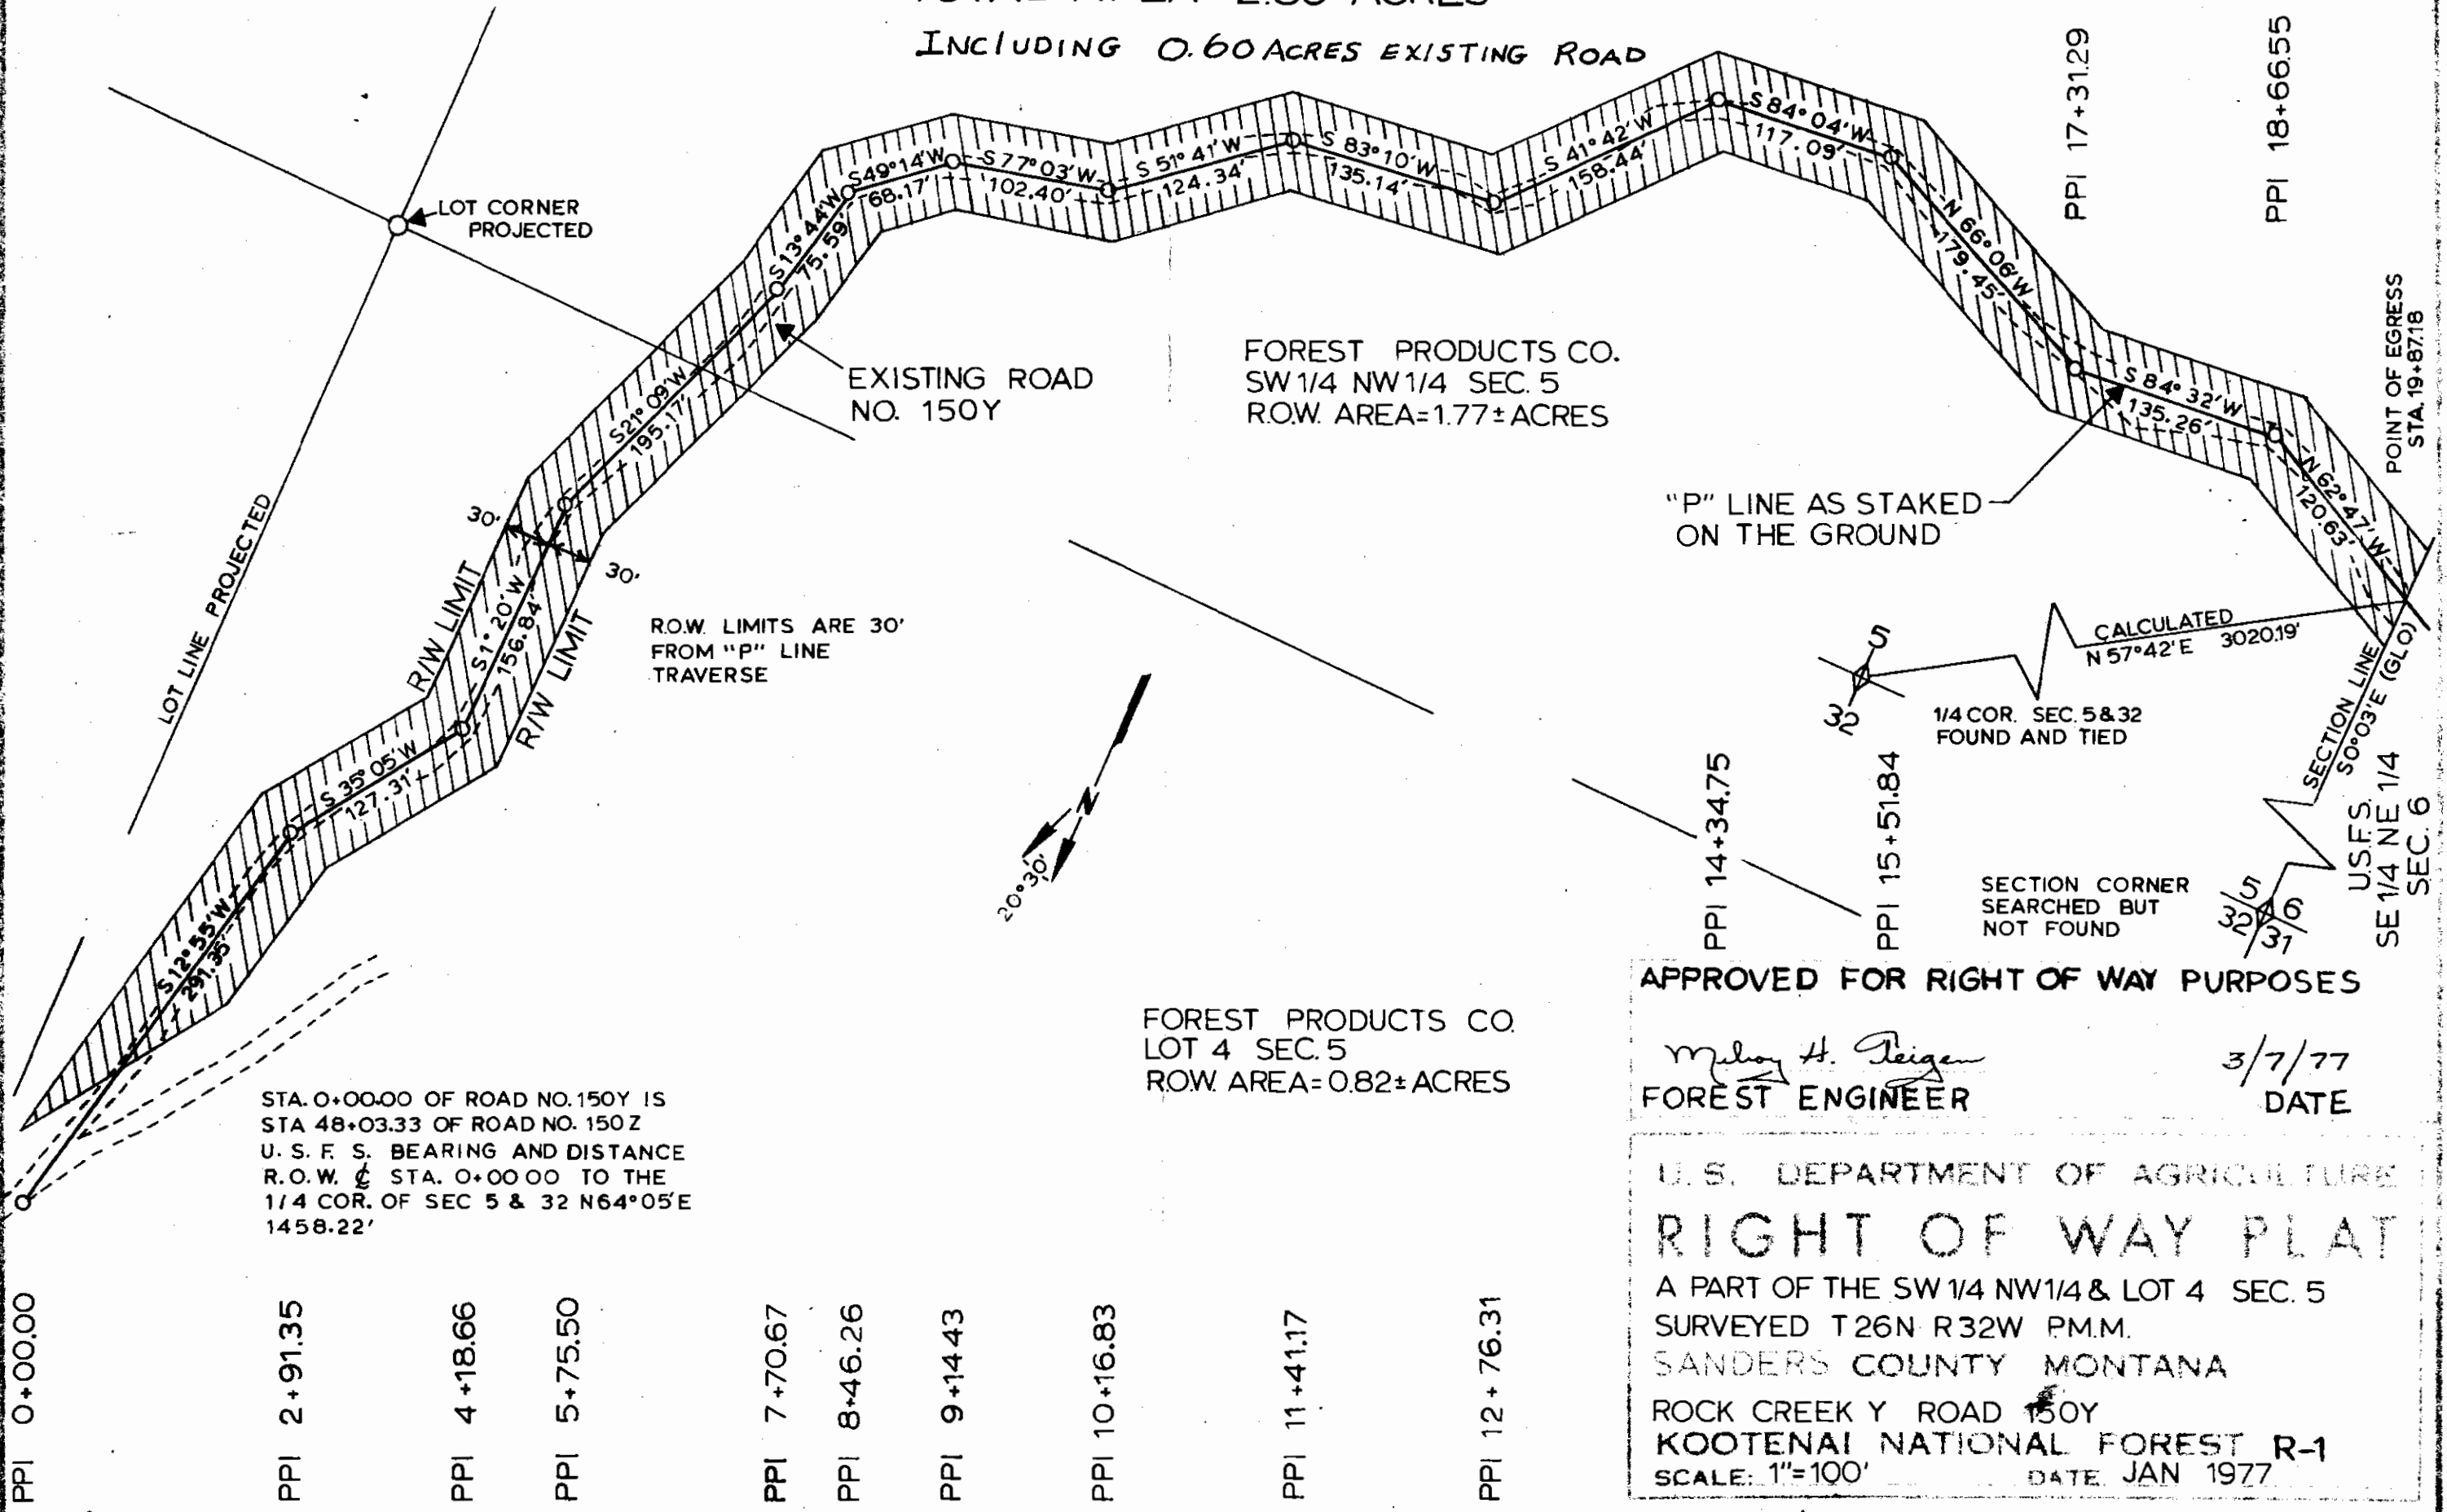 INCLUDING 0.60 ACRES EXISTING ROAD
PPI 17+31.29
PPI 18+66.55
LOT CORNER
PROJECTED
S49°14'W
68.17'
S77°03'W
102.40'
S 51°41'W
124.34'
S 83°10'W
135.14'
S 41°42'W
158.44'
S84°04'W
117.09'
N 66°06'W
179.45'
S 84°32'W
135.26'
N 62°47'W
120.63'
S13°44'W
75.59'
S21°09'W
195.17'
S1°20'W
156.84'
S 35°05'W
127.31'
S12°55'W
291.35'
POINT OF EGRESS
STA. 19+87.18
EXISTING ROAD
NO. 150Y
FOREST PRODUCTS CO.
SW 1/4 NW 1/4 SEC. 5
R.O.W. AREA=1.77± ACRES
"P" LINE AS STAKED
ON THE GROUND
LOT LINE PROJECTED
30'
30'
R/W LIMIT
R/W LIMIT
R.O.W. LIMITS ARE 30'
FROM "P" LINE
TRAVERSE
N
20°30'
5
32
CALCULATED
N 57°42'E 3020.19'
1/4 COR. SEC. 5&32
FOUND AND TIED
SECTION LINE
S0°03'E (GLO)
U.S.F.S.
SE 1/4 NE 1/4
SEC. 6
PPI 14+34.75
PPI 15+51.84
SECTION CORNER
SEARCHED BUT
NOT FOUND
5 6
32 31
FOREST PRODUCTS CO.
LOT 4 SEC. 5
R.O.W. AREA=0.82± ACRES
STA. 0+00.00 OF ROAD NO. 150Y IS
STA 48+03.33 OF ROAD NO. 150Z
U. S. F. S. BEARING AND DISTANCE
R.O.W. ℄ STA. 0+00 00 TO THE
1/4 COR. OF SEC 5 & 32 N64°05'E
1458.22'
APPROVED FOR RIGHT OF WAY PURPOSES
3/7/77
FOREST ENGINEER DATE
U.S. DEPARTMENT OF AGRICULTURE
RIGHT OF WAY PLAT
A PART OF THE SW 1/4 NW1/4 & LOT 4 SEC. 5
SURVEYED T26N R32W P.M.M.
SANDERS COUNTY MONTANA
ROCK CREEK Y ROAD 150Y
KOOTENAI NATIONAL FOREST R-1
SCALE: 1"=100' DATE JAN 1977
PPI 0+00.00
PPI 2+91.35
PPI 4+18.66
PPI 5+75.50
PPI 7+70.67
PPI 8+46.26
PPI 9+14.43
PPI 10+16.83
PPI 11+41.17
PPI 12+76.31